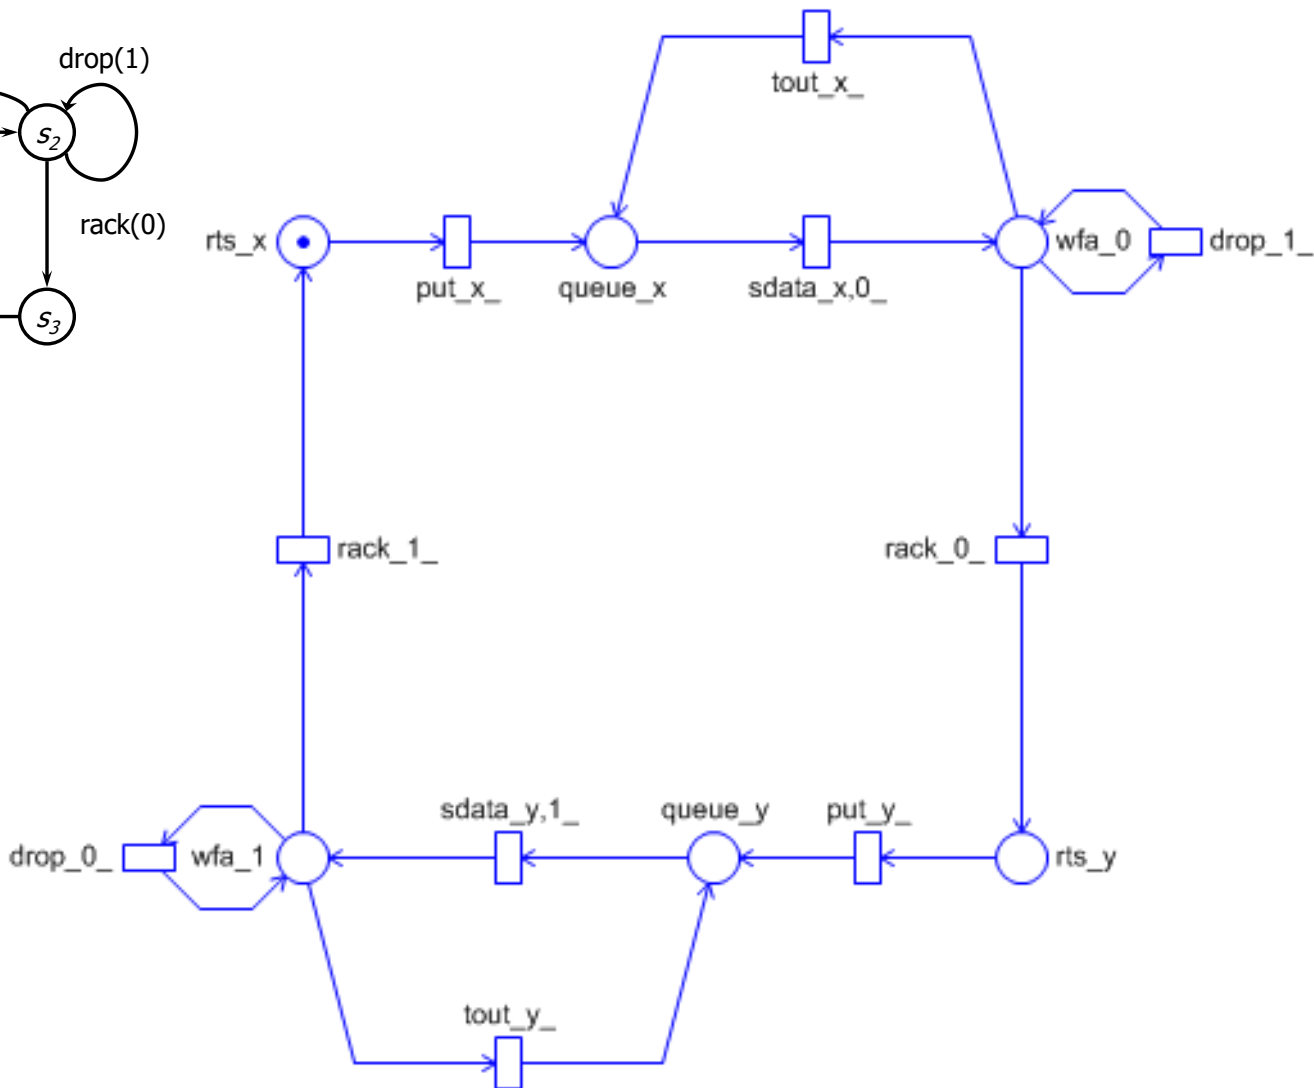 drop(1)
s2
rack(0)
s3
tout_x_
rts_x
wfa_0
drop_1_
put_x_
queue_x
sdata_x,0_
rack_1_
rack_0_
sdata_y,1_
queue_y
put_y_
drop_0_
wfa_1
rts_y
tout_y_